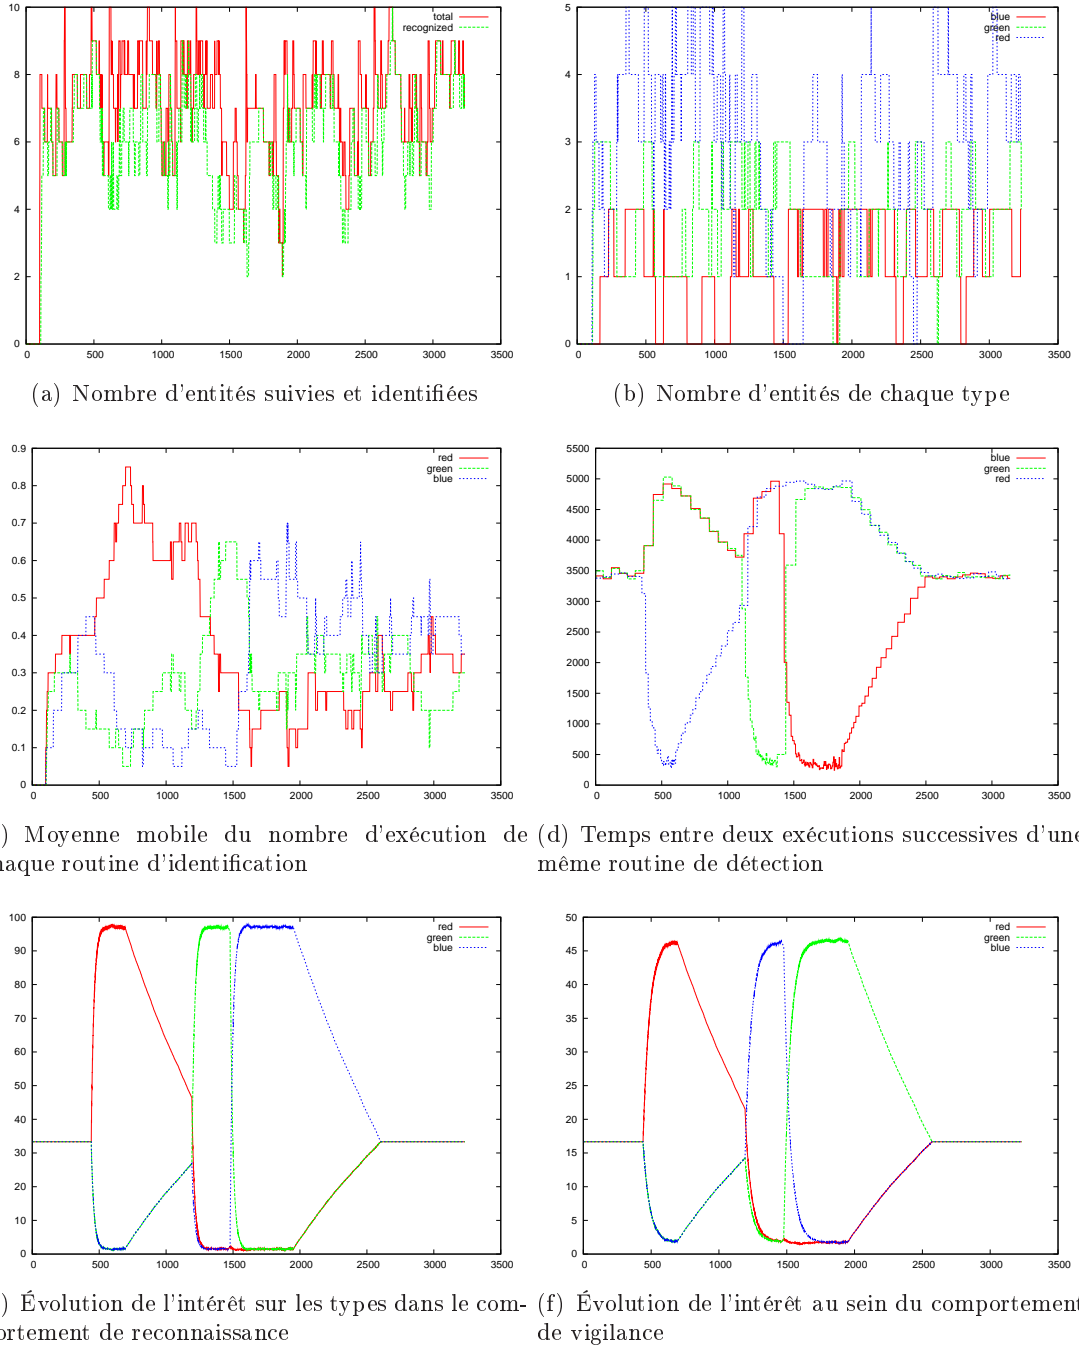 10
8
6
4
2
0
0 500 1000 1500 2000 2500 3000 3500
total
recognized
(a) Nombre d'entités suivies et identifiées
5
4
3
2
1
0
0 500 1000 1500 2000 2500 3000 3500
blue
green
red
(b) Nombre d'entités de chaque type
0.9
0.8
0.7
0.6
0.5
0.4
0.3
0.2
0.1
0
0 500 1000 1500 2000 2500 3000 3500
red
green
blue
) Moyenne mobile du nombre d'exécution de
haque routine d'identification
5500
5000
4500
4000
3500
3000
2500
2000
1500
1000
500
0
0 500 1000 1500 2000 2500 3000 3500
blue
green
red
(d) Temps entre deux exécutions successives d'une
même routine de détection
100
90
80
70
60
50
40
30
20
10
0
0 500 1000 1500 2000 2500 3000 3500
red
green
blue
) Évolution de l'intérêt sur les types dans le com-
ortement de reconnaissance
50
45
40
35
30
25
20
15
10
5
0
0 500 1000 1500 2000 2500 3000 3500
red
green
blue
(f) Évolution de l'intérêt au sein du comportement
de vigilance